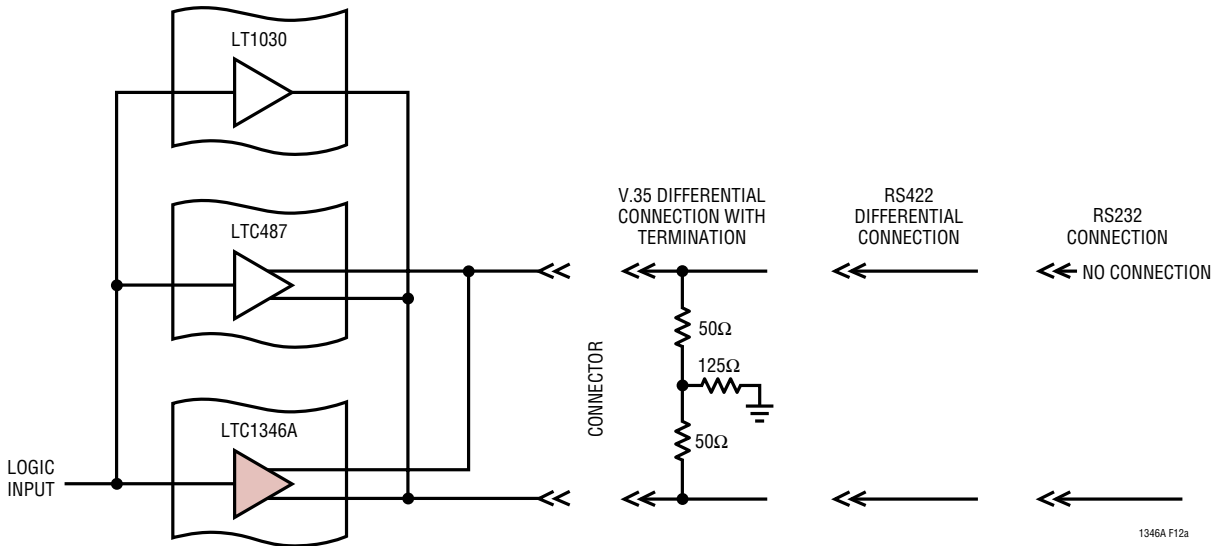 LT1030
LTC487
LTC1346A
LOGIC
INPUT
CONNECTOR
V.35 DIFFERENTIAL
CONNECTION WITH
TERMINATION
50Ω
125Ω
50Ω
RS422
DIFFERENTIAL
CONNECTION
RS232
CONNECTION
NO CONNECTION
1346A F12a